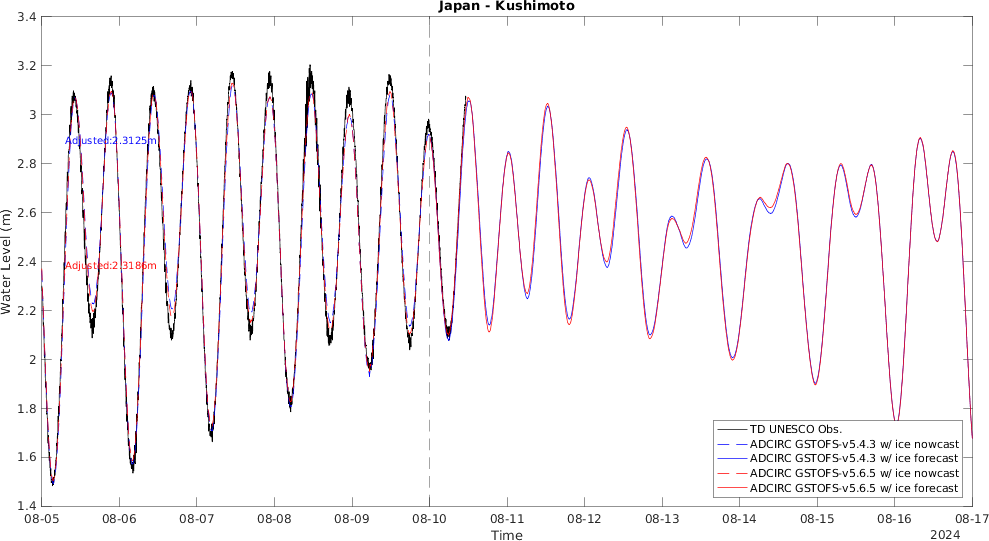 Japan - Kushimoto
3.4
3.2
3
2.8
2.6
2.4
2.2
2
1.8
1.6
1.4
Water Level (m)
Adjusted:2.3125m
Adjusted:2.3186m
TD UNESCO Obs.
ADCIRC GSTOFS-v5.4.3 w/ ice nowcast
ADCIRC GSTOFS-v5.4.3 w/ ice forecast
ADCIRC GSTOFS-v5.6.5 w/ ice nowcast
ADCIRC GSTOFS-v5.6.5 w/ ice forecast
08-05 08-06 08-07 08-08 08-09 08-10 08-11 08-12 08-13 08-14 08-15 08-16 08-17
Time
2024